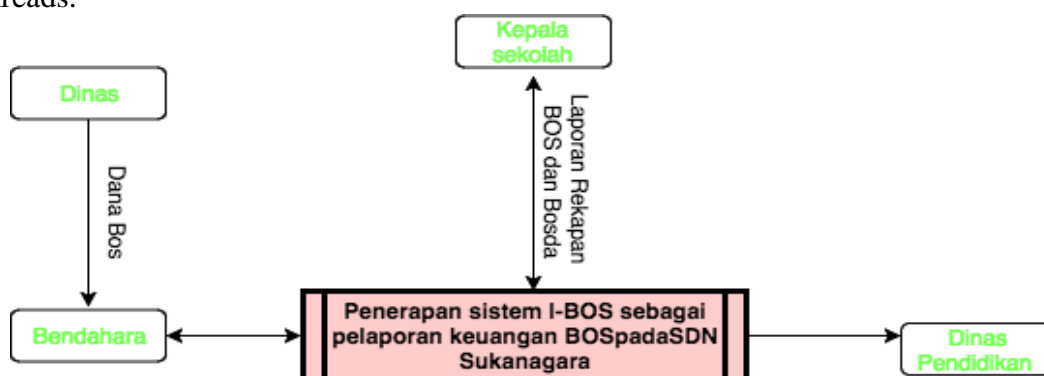 reads.
Kepala
sekolah
Dinas
Laporan Rekapan
BOS dan Bosda
Dana Bos
Penerapan sistem I-BOS sebagai
pelaporan keuangan BOSpadaSDN
Sukanagara
Bendahara
Dinas
Pendidikan